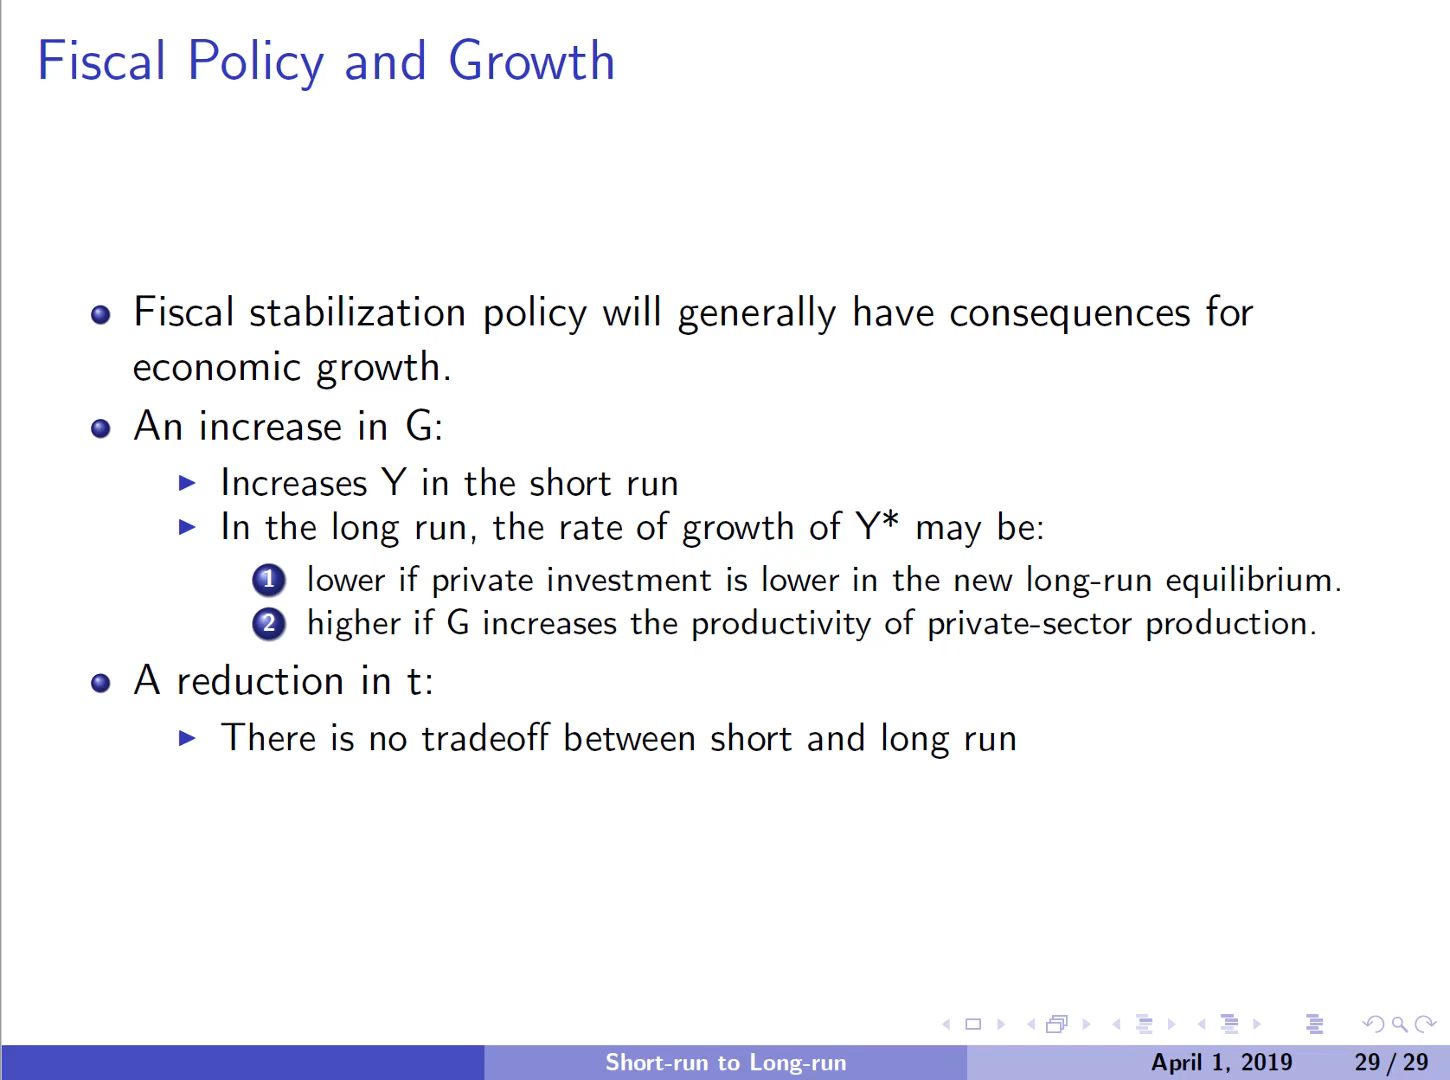 Fiscal Policy and Growth
Fiscal stabilization policy will generally have consequences for
economic growth.
An increase in G:
Increases Y in the short run
In the long run, the rate of growth of Y* may be:
1 lower if private investment is lower in the new long-run equilibrium.
2 higher if G increases the productivity of private-sector production.
A reduction in t:
There is no tradeoff between short and long run
Short-run to Long-run April 1, 2019 29 / 29